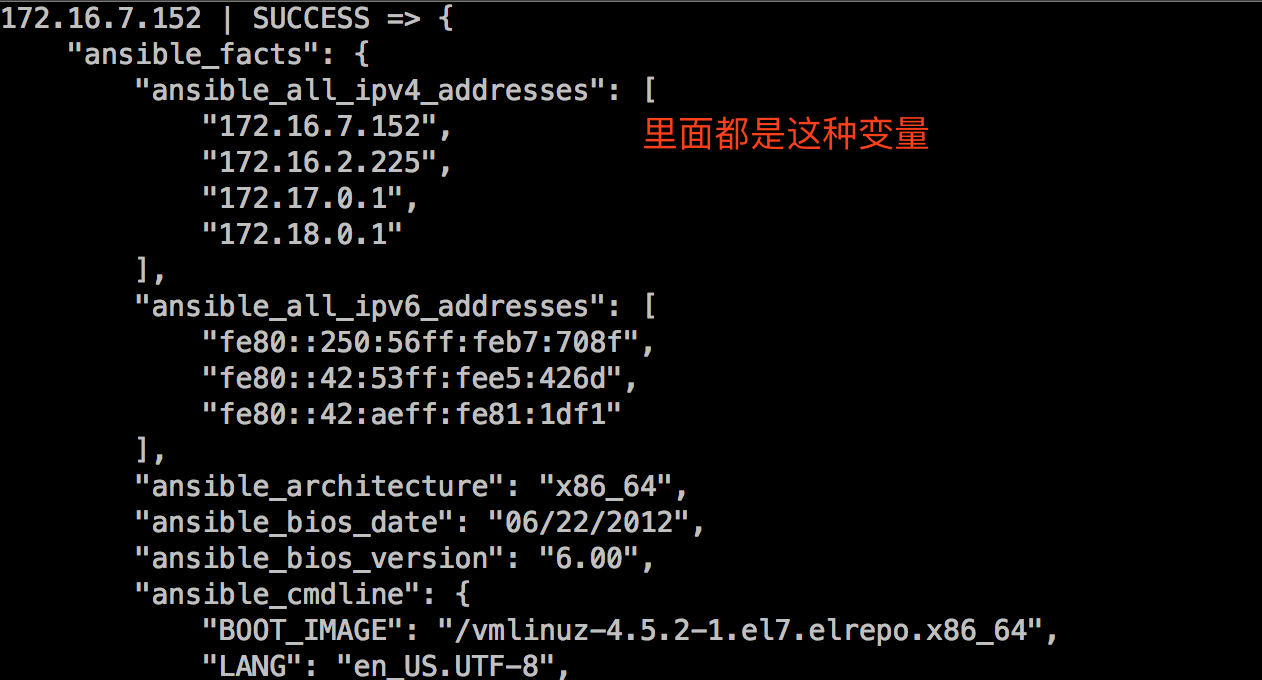 172.16.7.152 | SUCCESS => {
    "ansible_facts": {
        "ansible_all_ipv4_addresses": [
            "172.16.7.152", 里面都是这种变量
            "172.16.2.225",
            "172.17.0.1",
            "172.18.0.1"
        ],
        "ansible_all_ipv6_addresses": [
            "fe80::250:56ff:feb7:708f",
            "fe80::42:53ff:fee5:426d",
            "fe80::42:aeff:fe81:1df1"
        ],
        "ansible_architecture": "x86_64",
        "ansible_bios_date": "06/22/2012",
        "ansible_bios_version": "6.00",
        "ansible_cmdline": {
            "BOOT_IMAGE": "/vmlinuz-4.5.2-1.el7.elrepo.x86_64",
            "LANG": "en_US.UTF-8",